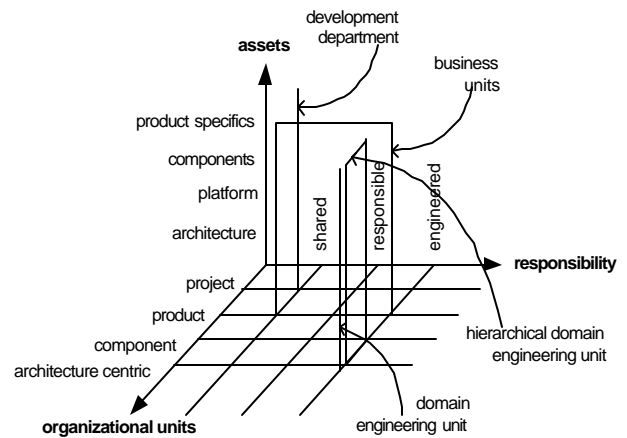 development
department
assets
business
units
product specifics
components
platform
architecture
shared
responsible
engineered
responsibility
project
product
component
architecture centric
hierarchical domain
engineering unit
domain
engineering unit
organizational units